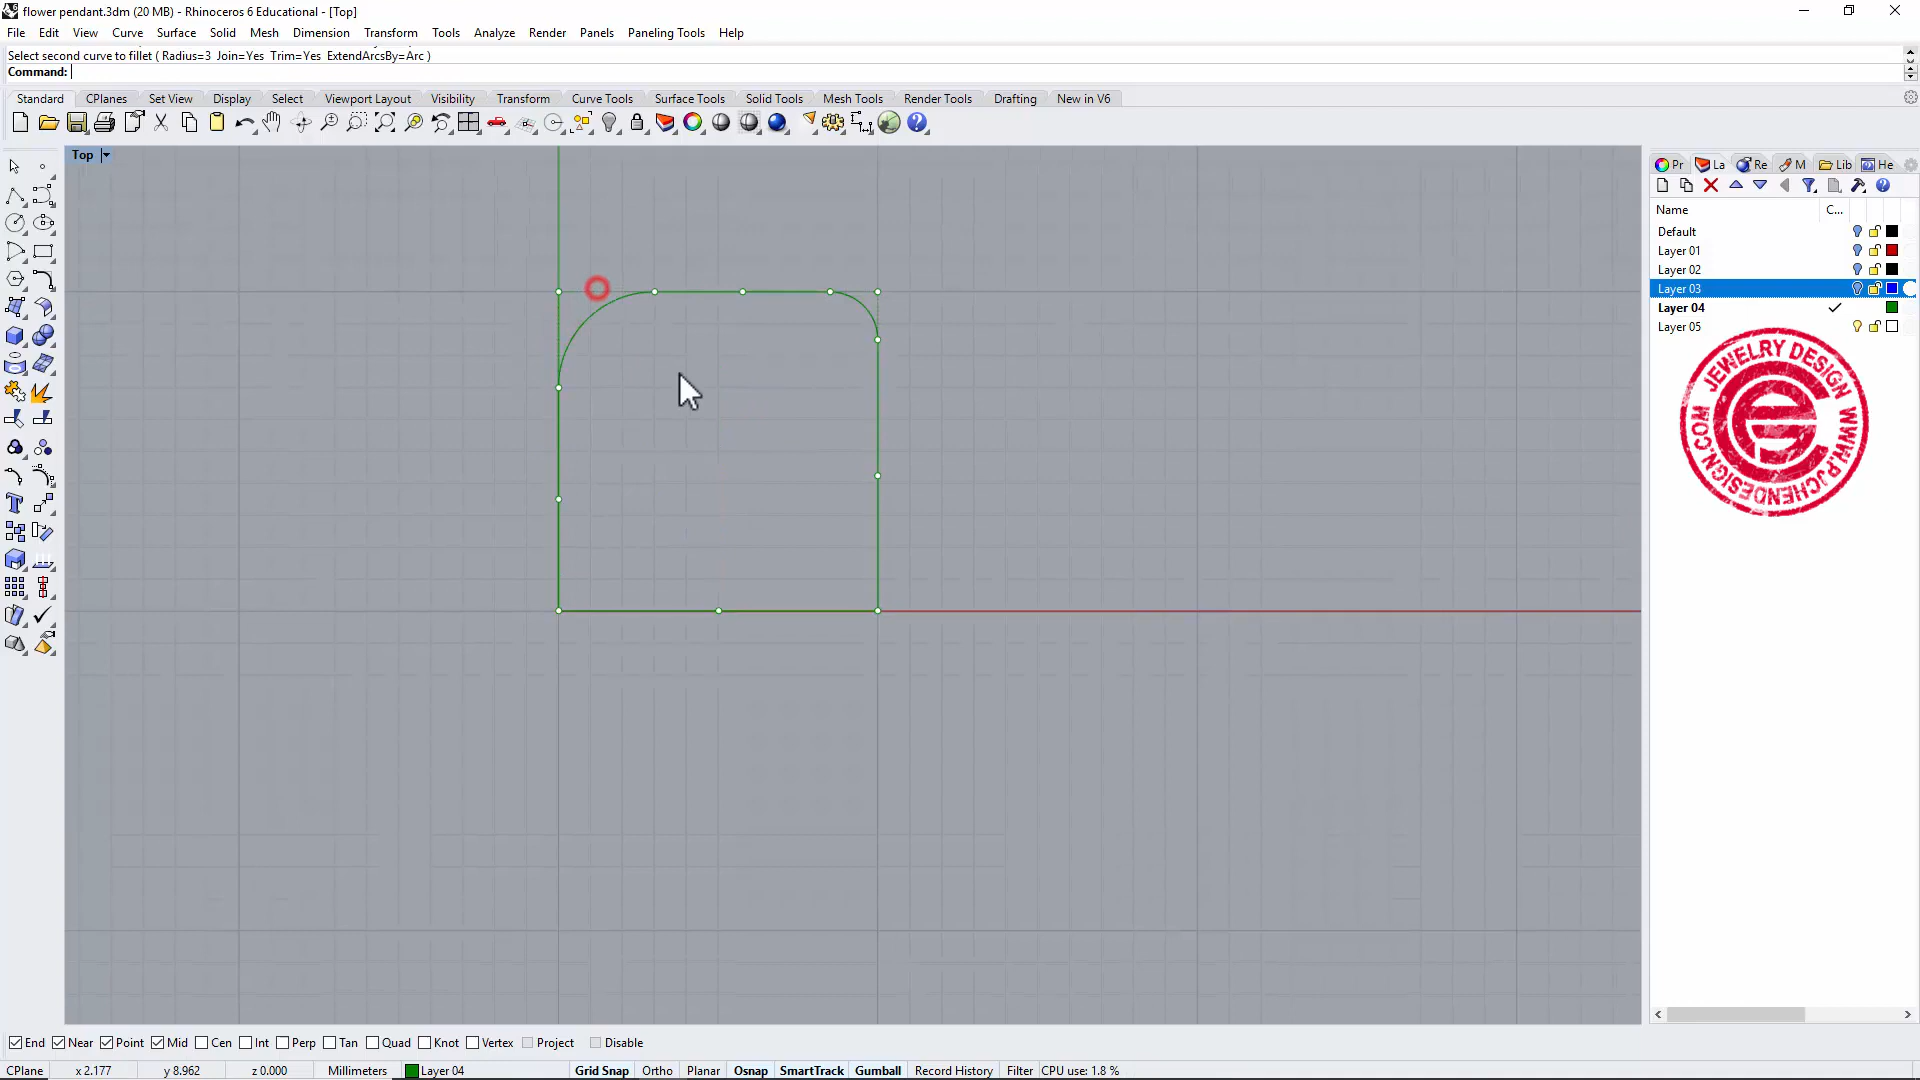 flower pendant.3dm (20 MB) - Rhinoceros 6 Educational - [Top]
File Edit View Curve Surface Solid Mesh Dimension Transform Tools Analyze Render Panels Paneling Tools Help
Select second curve to fillet ( Radius=3 Join=Yes Trim=Yes ExtendArcsBy=Arc )
Command:
Standard CPlanes Set View Display Select Viewport Layout Visibility Transform Curve Tools Surface Tools Solid Tools Mesh Tools Render Tools Drafting New in V6
Top
Pr La Re M Lib He
Name C...
Default
Layer 01
Layer 02
Layer 03
Layer 04
Layer 05
JEWELRY DESIGN WWW.PJCHENDESIGN.COM
End Near Point Mid Cen Int Perp Tan Quad Knot Vertex Project Disable
CPlane x 2.177 y 8.962 z 0.000 Millimeters Layer 04 Grid Snap Ortho Planar Osnap SmartTrack Gumball Record History Filter CPU use: 1.8 %